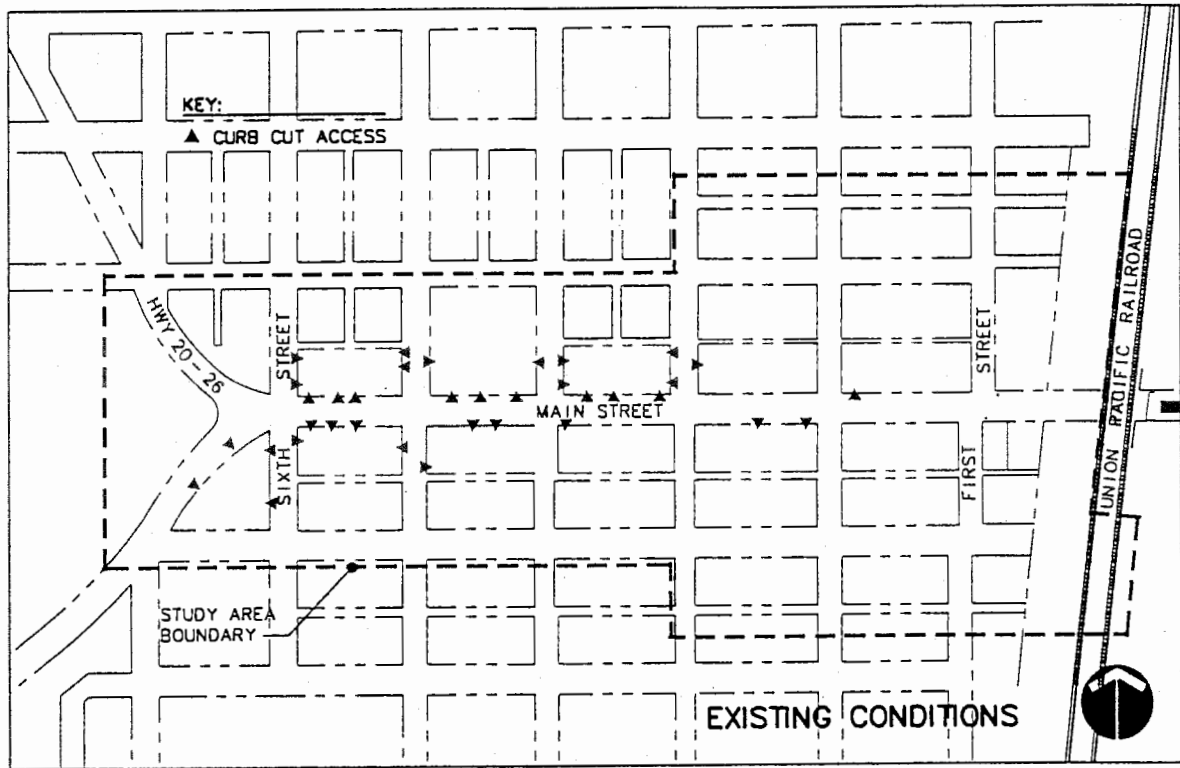 KEY:
▲ CURB CUT ACCESS
HWY 20-26
STREET
SIXTH
MAIN STREET
STREET
FIRST
UNION PACIFIC RAILROAD
STUDY AREA
BOUNDARY
EXISTING CONDITIONS